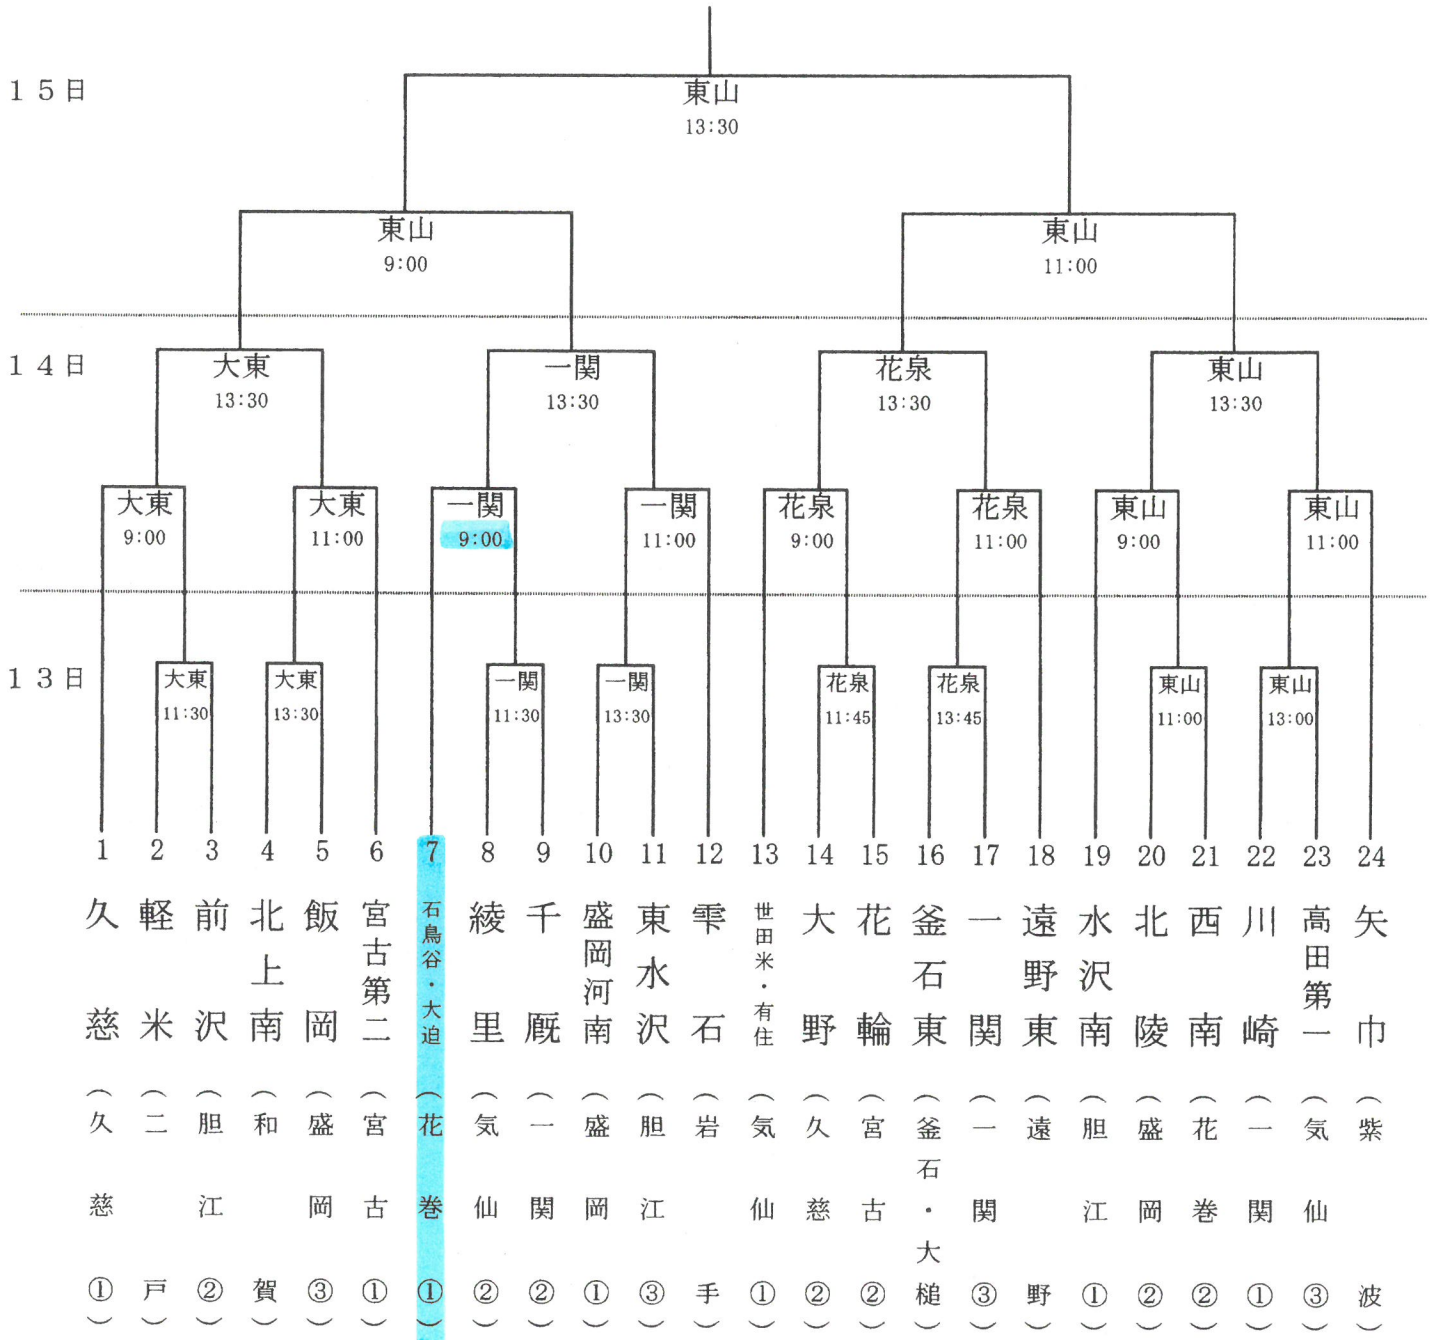 15日
東山
13:30
東山 東山
9:00 11:00
14日
大東 一関 花泉 東山
13:30 13:30 13:30 13:30
大東 大東 一関 一関 花泉 花泉 東山 東山
9:00 11:00 9:00 11:00 9:00 11:00 9:00 11:00
13日
大東 大東 一関 一関 花泉 花泉 東山 東山
11:30 13:30 11:30 13:30 11:45 13:45 11:00 13:00
1 久慈(久慈①)
2 軽米(二戸)
3 前沢(胆江②)
4 北上南(和賀)
5 飯岡(盛岡③)
6 宮古第二(宮古①)
7 石鳥谷・大迫(花巻①)
8 綾里(気仙②)
9 千厩(一関②)
10 盛岡河南(盛岡①)
11 東水沢(胆江③)
12 雫石(岩手)
13 世田米・有住(気仙①)
14 大野(久慈②)
15 花輪(宮古②)
16 釜石東(釜石・大槌)
17 一関(一関③)
18 遠野東(遠野)
19 水沢南(胆江①)
20 北陵(盛岡②)
21 西南(花巻②)
22 川崎(一関①)
23 高田第一(気仙③)
24 矢巾(紫波)